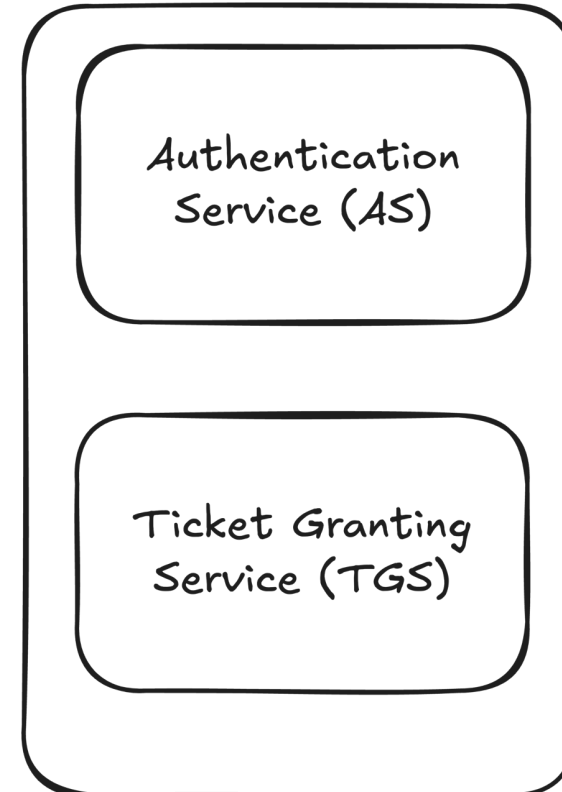 Authentication
Service (AS)
Ticket Granting
Service (TGS)